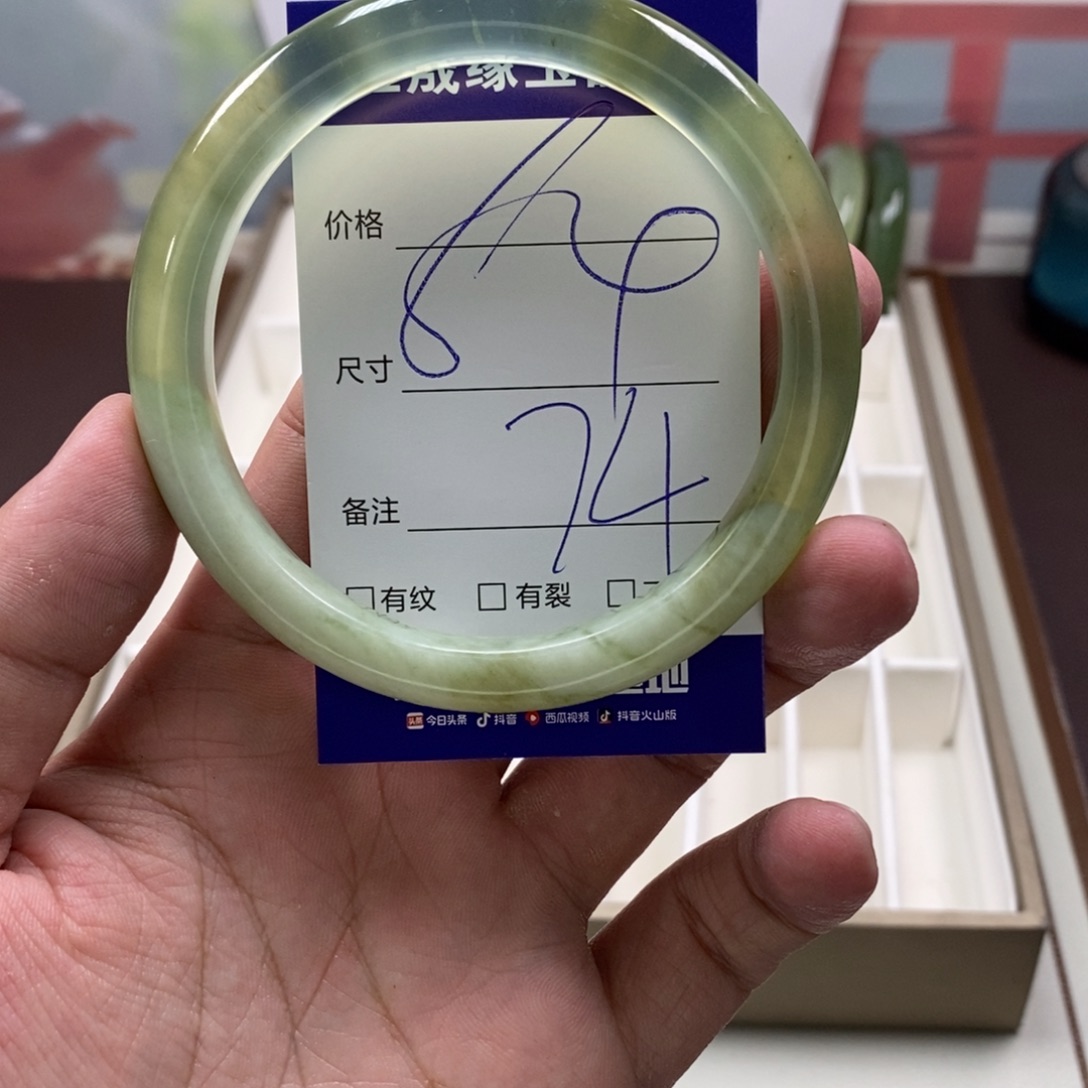 成缘玉
价格
尺寸
74
备注
□有纹 □有裂 □
今日头条 抖音 西瓜视频 抖音火山版